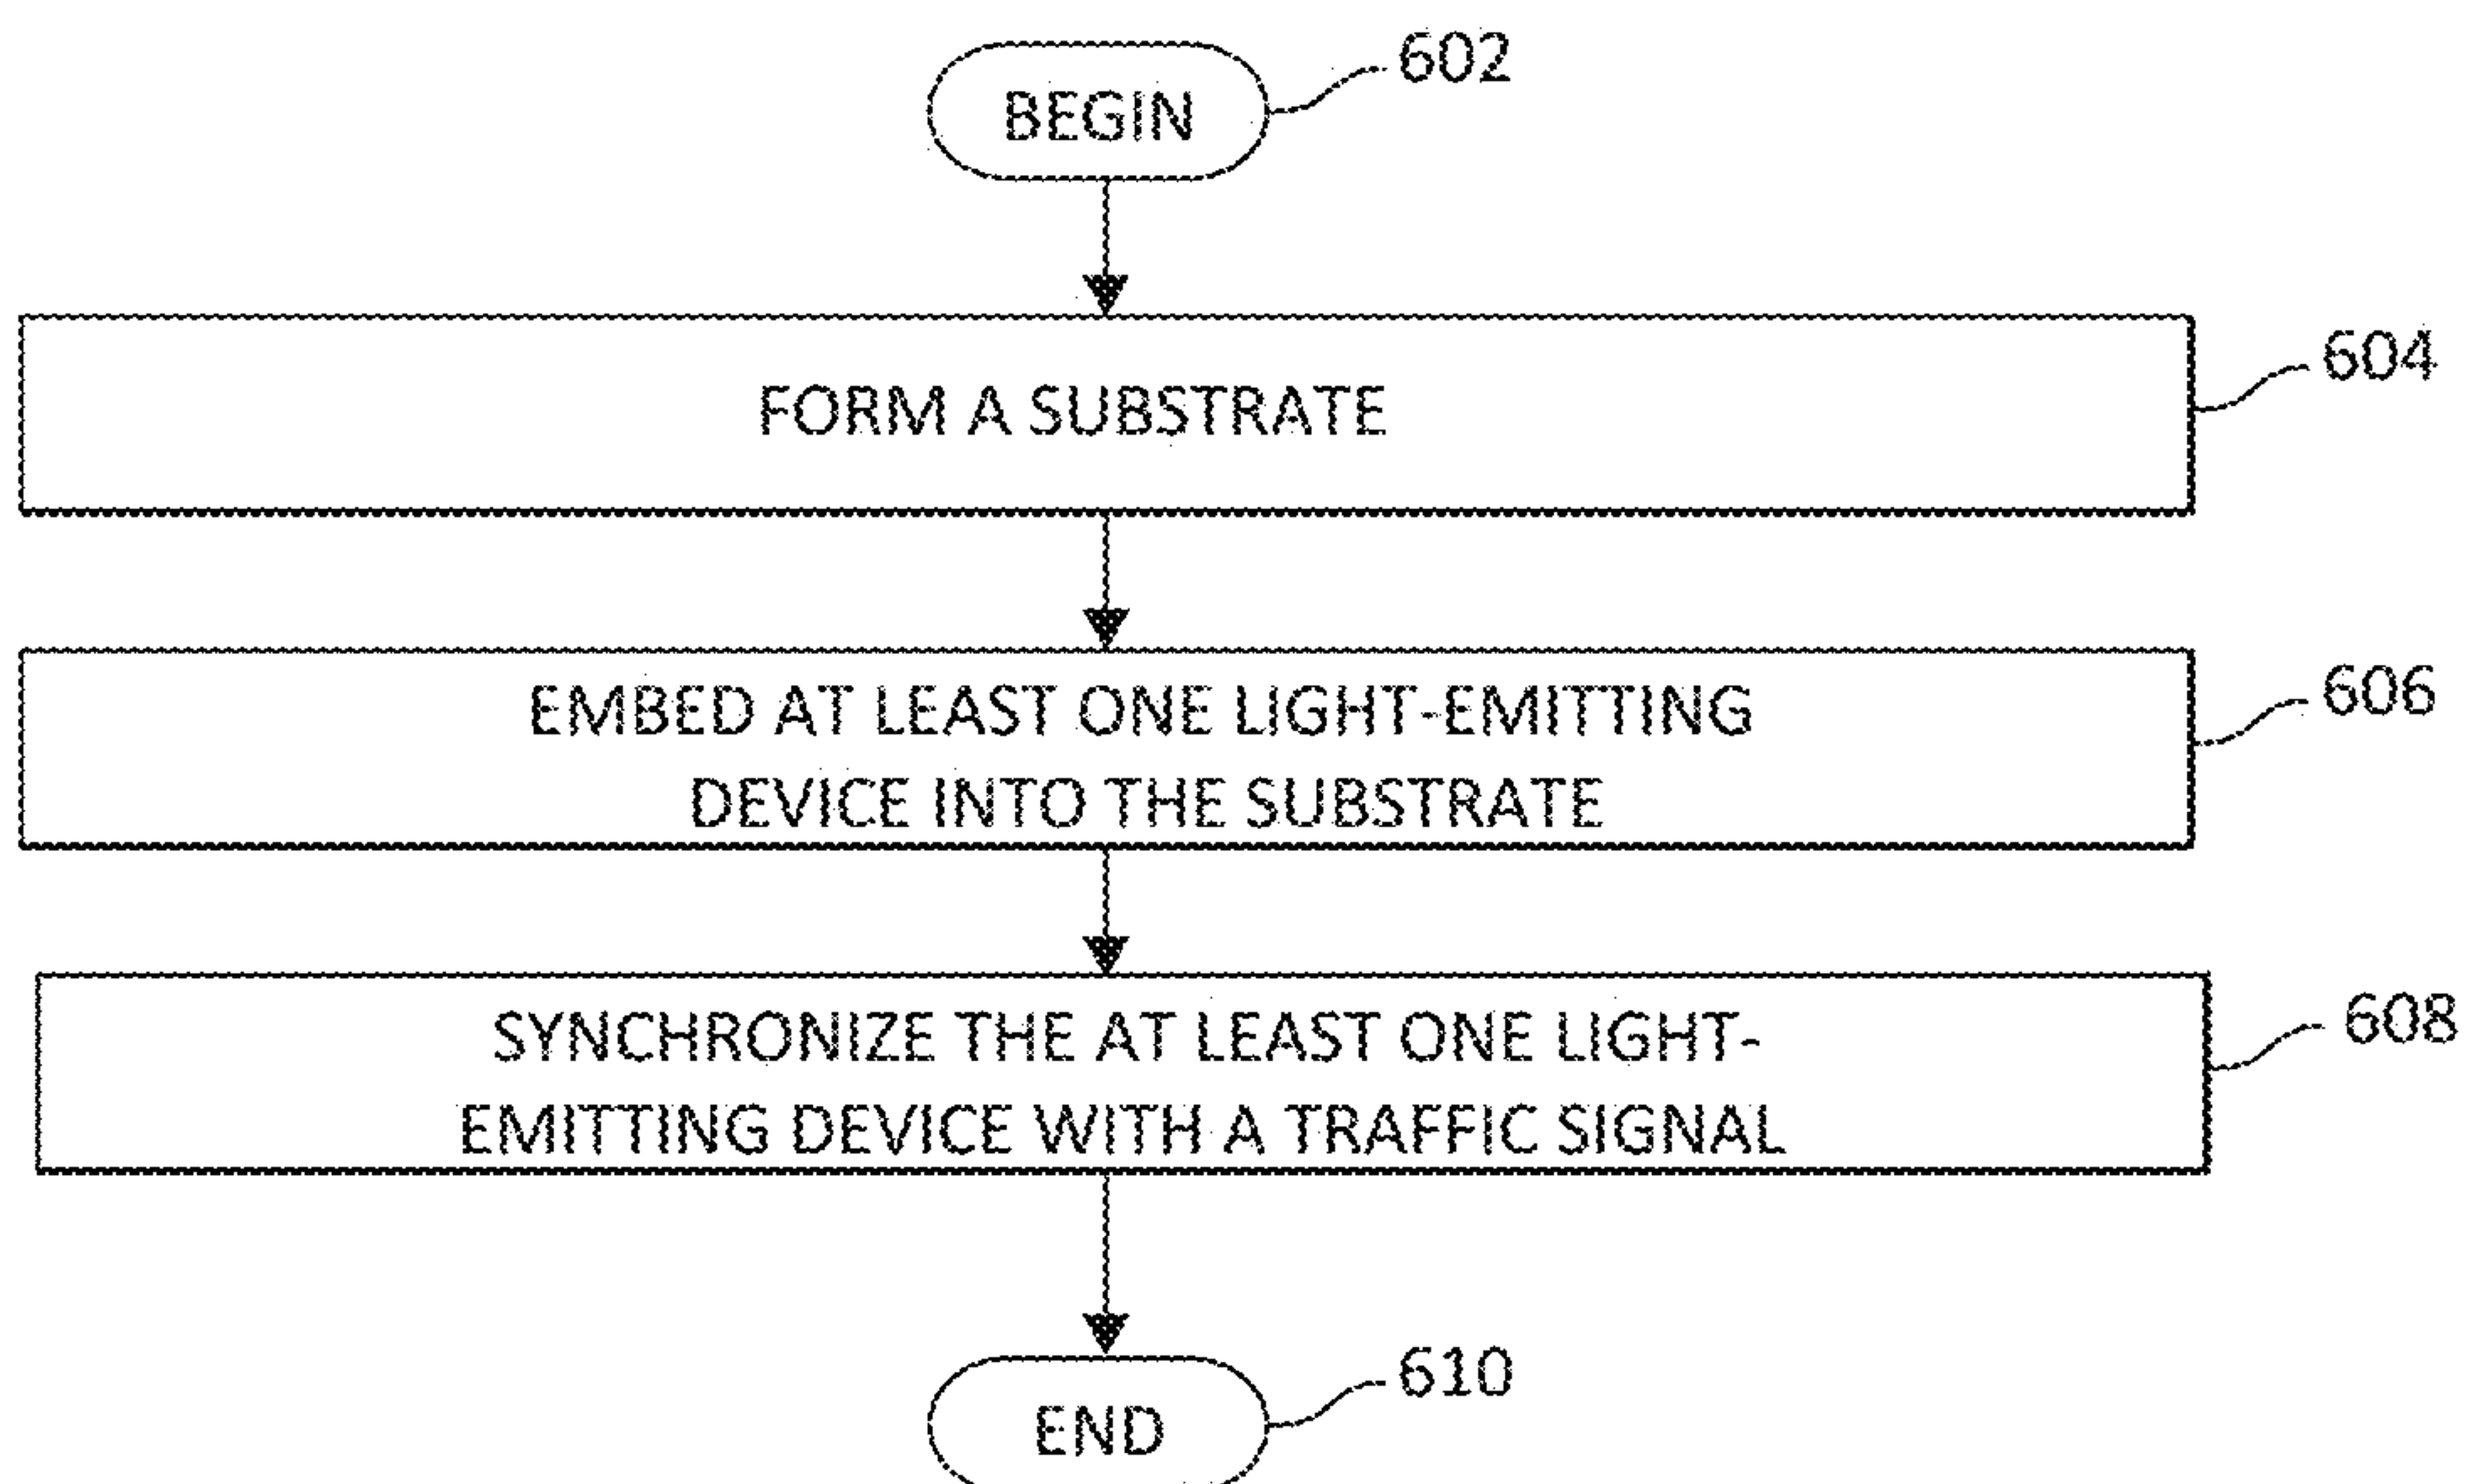 602
BEGIN
604
FORM A SUBSTRATE
606
EMBED AT LEAST ONE LIGHT-EMITTING
DEVICE INTO THE SUBSTRATE
608
SYNCHRONIZE THE AT LEAST ONE LIGHT-
EMITTING DEVICE WITH A TRAFFIC SIGNAL
610
END